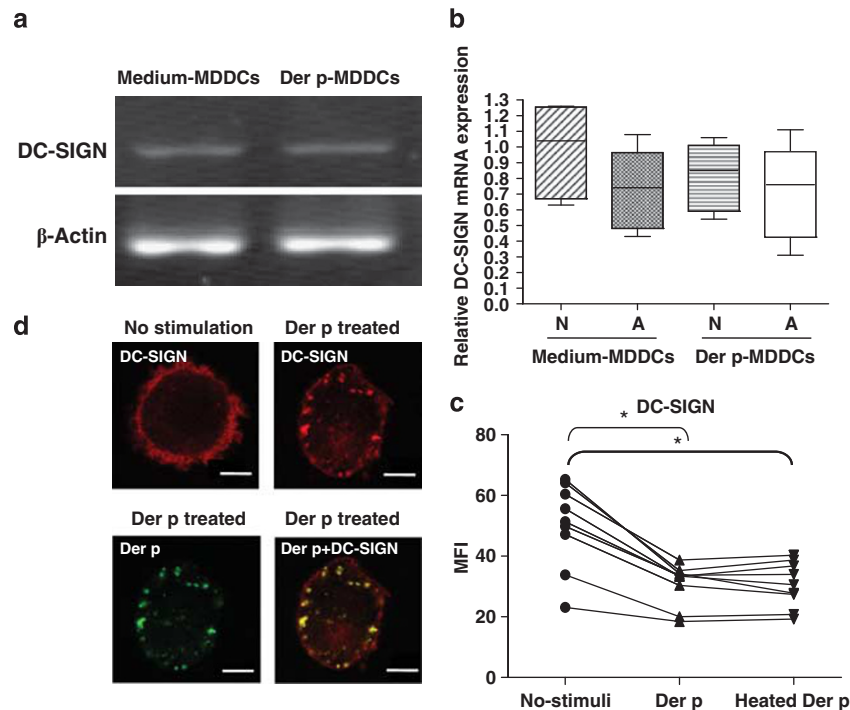 a
Medium-MDDCs Der p-MDDCs
DC-SIGN
β-Actin
b
Relative DC-SIGN mRNA expression
1.3
1.2
1.1
1.0
0.9
0.8
0.7
0.6
0.5
0.4
0.3
0.2
0.1
0.0
N A N A
Medium-MDDCs Der p-MDDCs
d
No stimulation Der p treated
DC-SIGN DC-SIGN
Der p treated Der p treated
Der p Der p+DC-SIGN
c
DC-SIGN
*
*
MFI
80
60
40
20
0
No-stimuli Der p Heated Der p